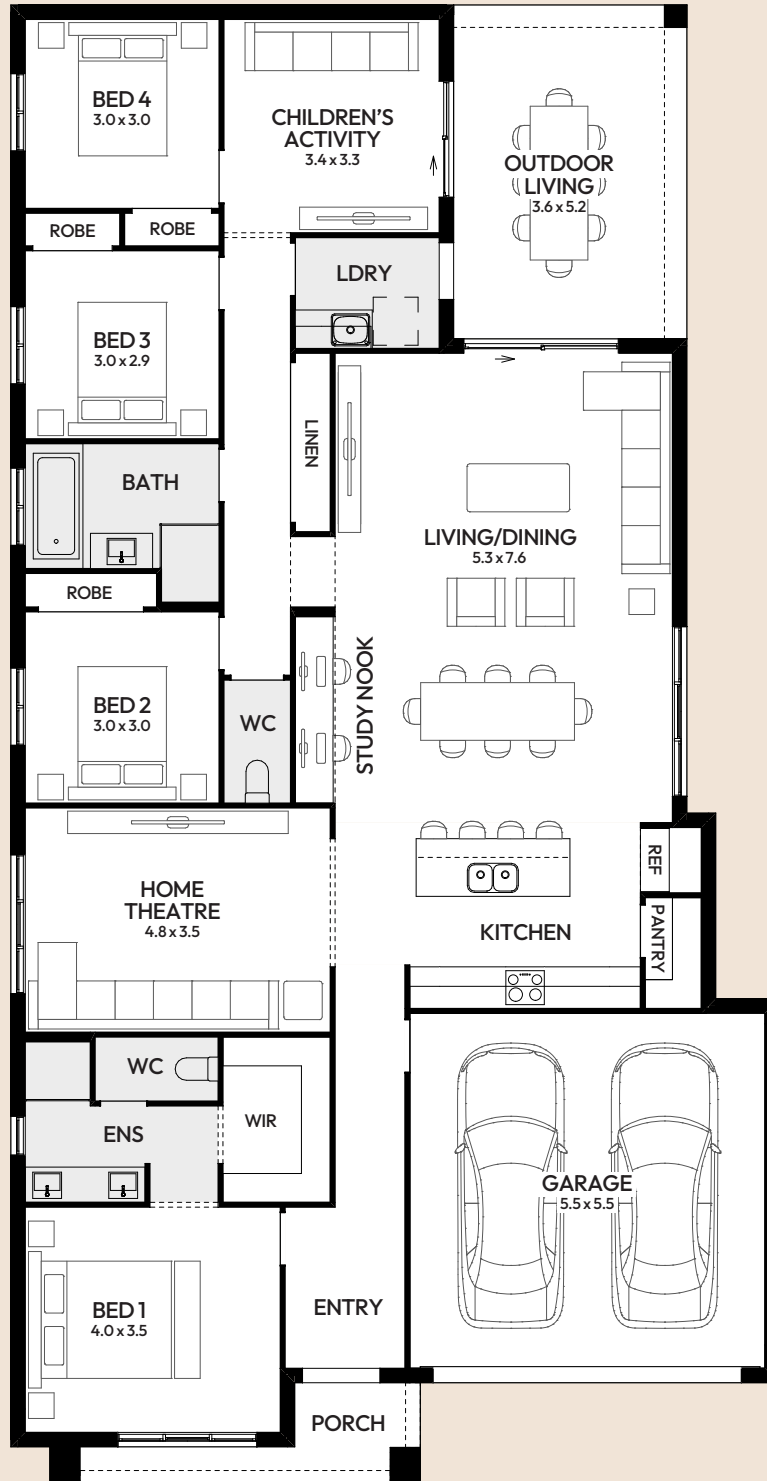 BED 4
3.0 x 3.0
CHILDREN'S
ACTIVITY
3.4 x 3.3
OUTDOOR
LIVING
3.6 x 5.2
ROBE
ROBE
LDRY
BED 3
3.0 x 2.9
LINEN
BATH
LIVING/DINING
5.3 x 7.6
ROBE
STUDY NOOK
BED 2
3.0 x 3.0
WC
HOME
THEATRE
4.8 x 3.5
REF
KITCHEN
PANTRY
WC
ENS
WIR
GARAGE
5.5 x 5.5
BED 1
4.0 x 3.5
ENTRY
PORCH